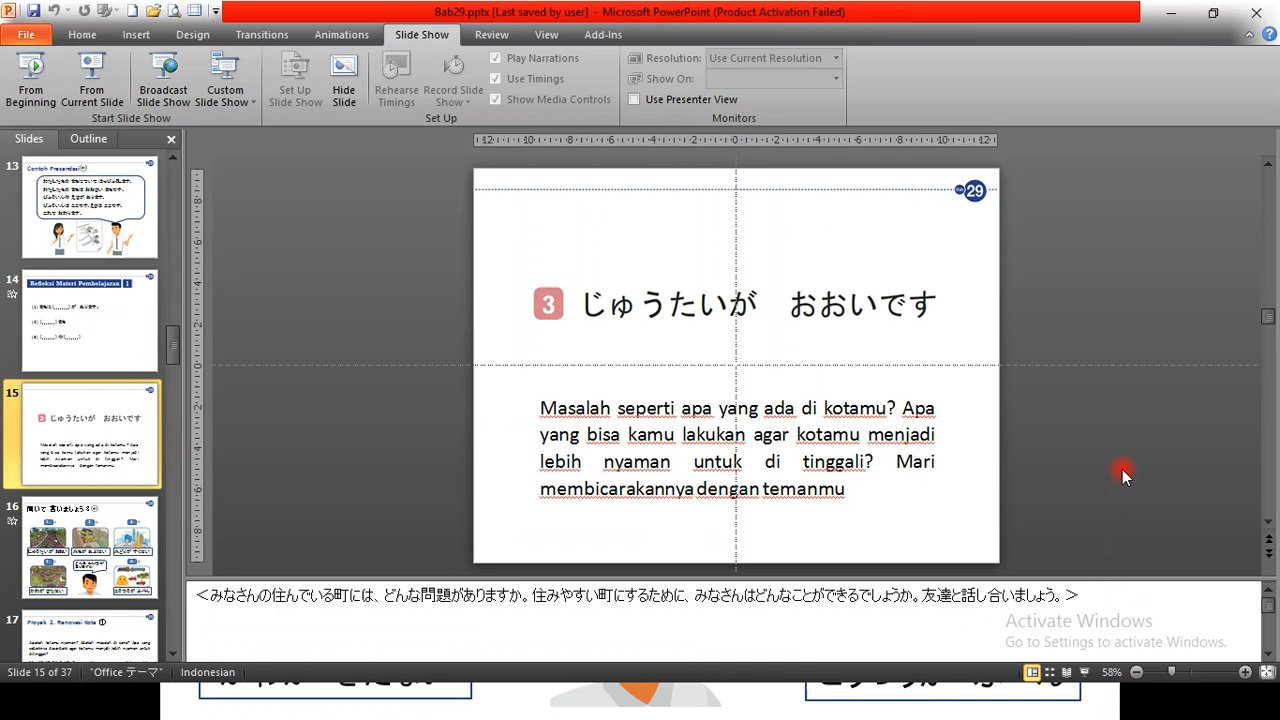 Bab29.pptx [Last saved by user] - Microsoft PowerPoint (Product Activation Failed)
File Home Insert Design Transitions Animations Slide Show Review View Add-Ins
From Beginning
From Current Slide
Broadcast Slide Show
Custom Slide Show
Start Slide Show
Set Up Slide Show
Hide Slide
Rehearse Timings
Record Slide Show
Play Narrations
Use Timings
Show Media Controls
Set Up
Resolution: Use Current Resolution
Show On:
Use Presenter View
Monitors
Slides Outline
13
Contoh Presentasi
14
Refleksi Materi Pembelajaran 1
15
じゅうたいが おおいです
16
聞いて 言いましょう 3
17
Proyek 2. Renovasi Kota ①
29
3 じゅうたいが おおいです
Masalah seperti apa yang ada di kotamu? Apa
yang bisa kamu lakukan agar kotamu menjadi
lebih nyaman untuk di tinggali? Mari
membicarakannya dengan temanmu
＜みなさんの住んでいる町には、どんな問題がありますか。住みやすい町にするために、みなさんはどんなことができるでしょうか。友達と話し合いましょう。＞
Activate Windows
Go to Settings to activate Windows.
Slide 15 of 37 "Office テーマ" Indonesian 58%